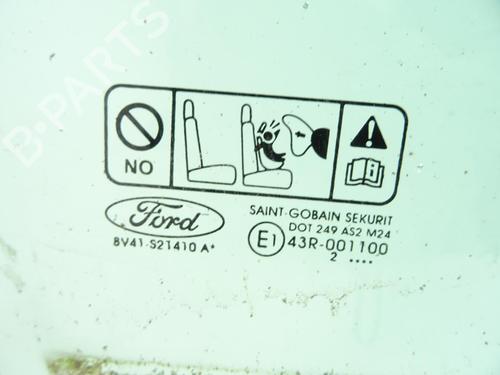 B-PARTS
NO
Ford
8V41-S21410 A*
SAINT-GOBAIN SEKURIT
DOT 249 AS2 M24
E1 43R-001100
2 ....